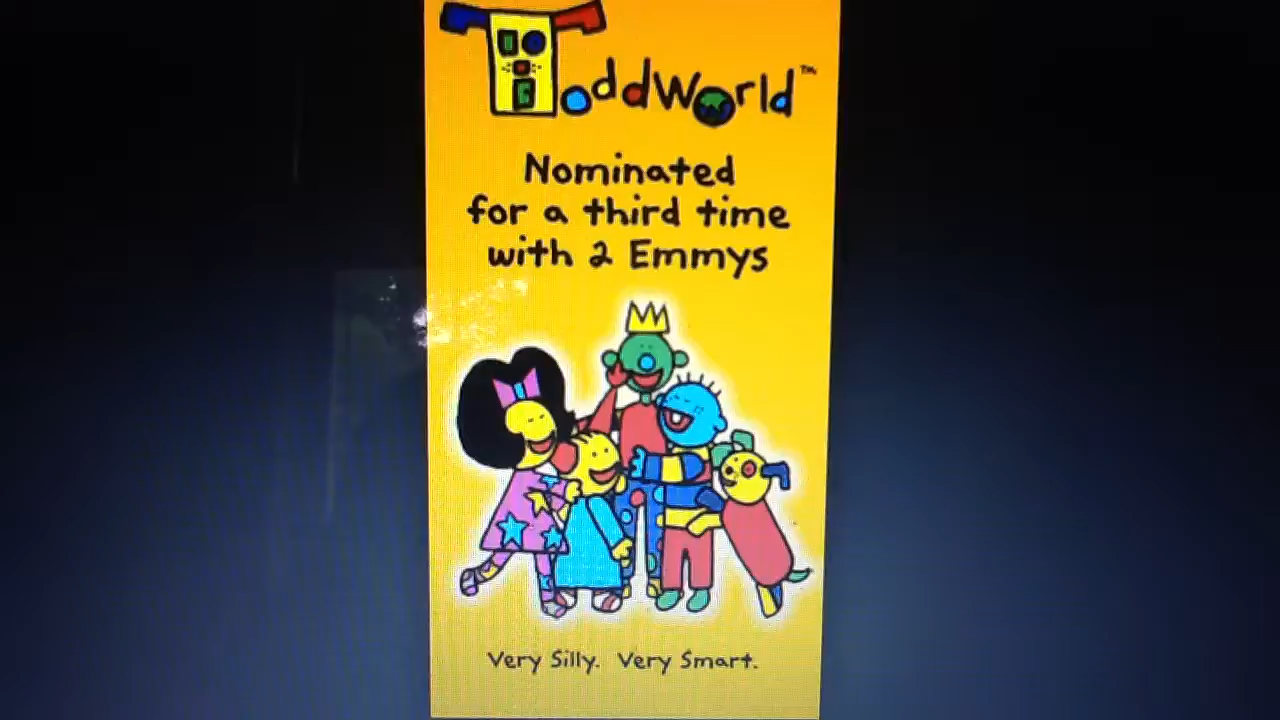 ToddWorld™
Nominated
for a third time
with 2 Emmys
Very Silly. Very Smart.